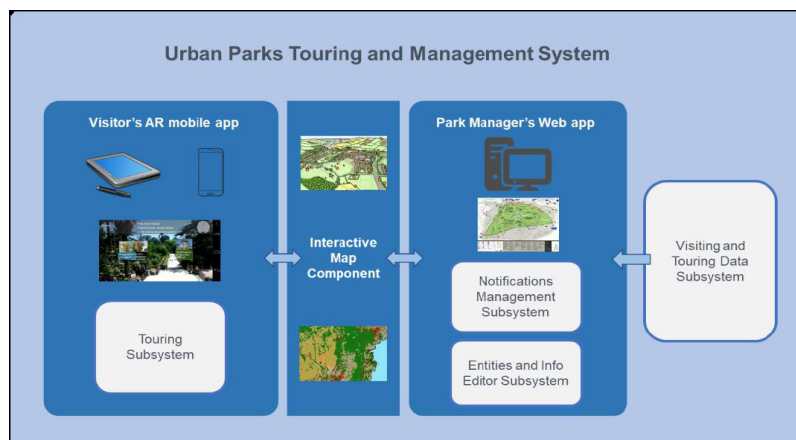 Urban Parks Touring and Management System
Visitor's AR mobile app
Park Manager's Web app
Interactive
Map
Component
Touring
Subsystem
Notifications
Management
Subsystem
Entities and Info
Editor Subsystem
Visiting and
Touring Data
Subsystem